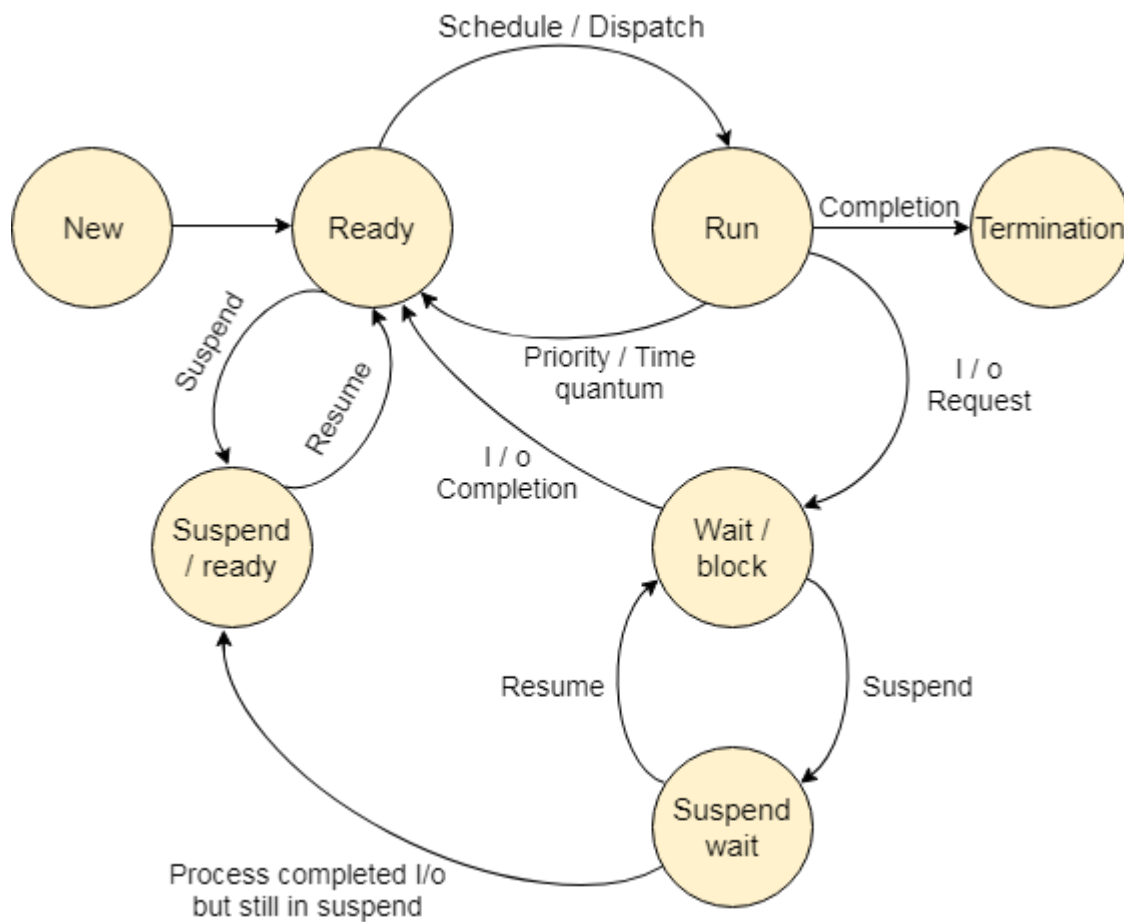 Schedule / Dispatch
New
Ready
Run
Completion
Termination
Suspend
Resume
Priority / Time
quantum
I / o
Request
I / o
Completion
Suspend
/ ready
Wait /
block
Resume
Suspend
Suspend
wait
Process completed I/o
but still in suspend